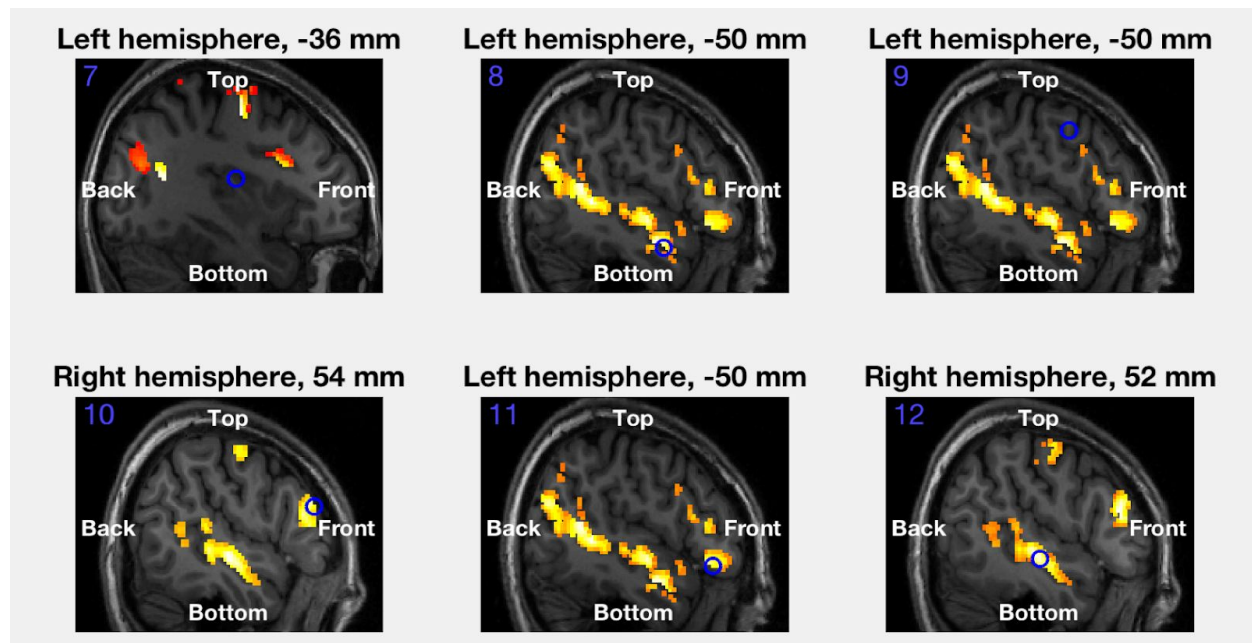 Left hemisphere, -36 mm
Left hemisphere, -50 mm
Left hemisphere, -50 mm
7
Top
Back
Front
Bottom
8
Top
Back
Front
Bottom
9
Top
Back
Front
Bottom
Right hemisphere, 54 mm
Left hemisphere, -50 mm
Right hemisphere, 52 mm
10
Top
Back
Front
Bottom
11
Top
Back
Front
Bottom
12
Top
Back
Front
Bottom